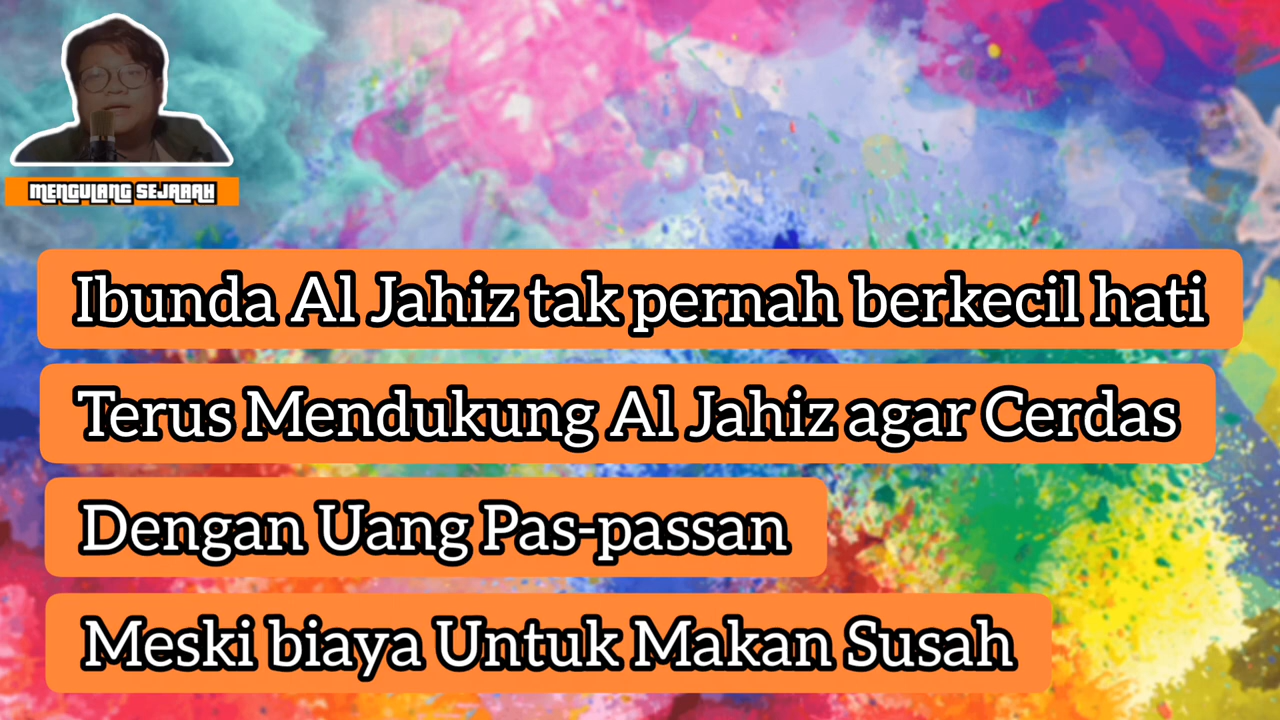 MENGULANG SEJARAH
Ibunda Al Jahiz tak pernah berkecil hati
Terus Mendukung Al Jahiz agar Cerdas
Dengan Uang Pas-passan
Meski biaya Untuk Makan Susah